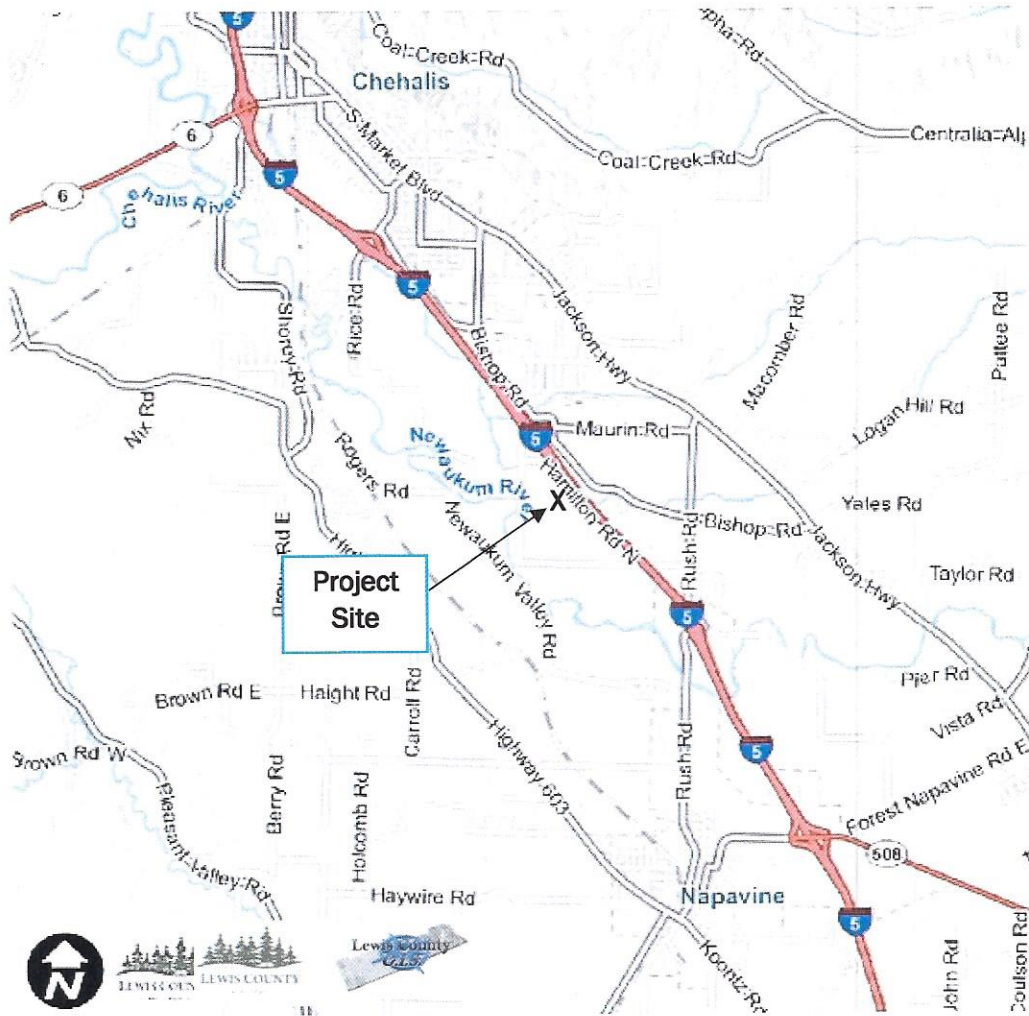 5
Coal-Creek-Rd
Chehalis
6
S-Market-Blvd
Coal-Creek-Rd
5
6
Chehalis River
5
Rice-Rd
Shorey-Rd
Jackson-Hwy
Macomber Rd
Puttee Rd
Bishop-Rd
Nix Rd
Logan Hill Rd
5
Maurin-Rd
Rogers Rd
Newaukum River
Hamilton-Rd-N
X
Yates Rd
Bishop-Rd
Newaukum Valley Rd
Rush-Rd
Jackson-Hwy
Project
Site
Taylor Rd
5
Pier Rd
Brown Rd E
Haight Rd
Carroll Rd
Vista Rd
Highway-603
Brown Rd W
5
Rush-Rd
Berry Rd
Forest Napavine Rd E
Holcomb Rd
Pleasant-Valley-Rd
508
Haywire Rd
Napavine
5
Lewis County
G.I.S.
LEWIS COUNTY
N
Koontz-Rd
John Rd
Coulson Rd